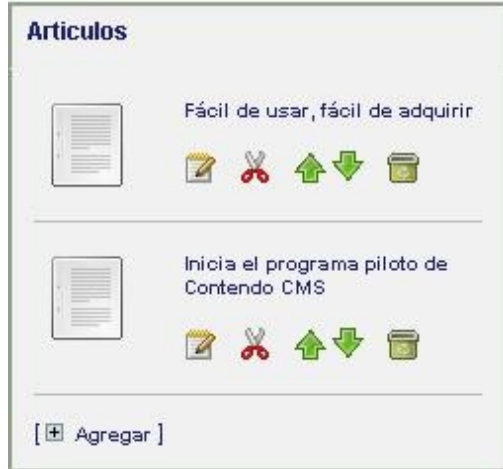 Articulos
Fácil de usar, fácil de adquirir
Inicia el programa piloto de
Contendo CMS
[ + Agregar ]